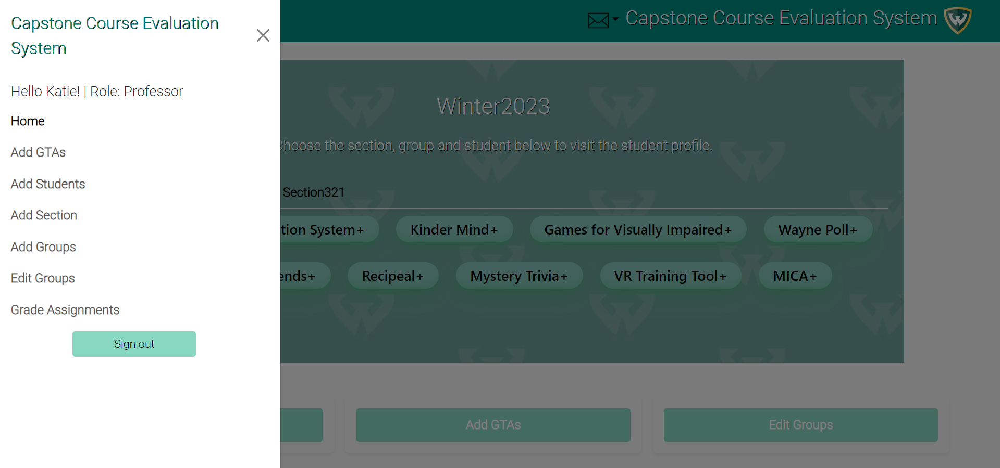 Capstone Course Evaluation
System
Hello Katie! | Role: Professor
Home
Add GTAs
Add Students
Add Section
Add Groups
Edit Groups
Grade Assignments
Sign out
Capstone Course Evaluation System
Winter2023
Choose the section, group and student below to visit the student profile.
Section321
System+ Kinder Mind+ Games for Visually Impaired+ Wayne Poll+
Recipeal+ Mystery Trivia+ VR Training Tool+ MICA+
Add GTAs Edit Groups